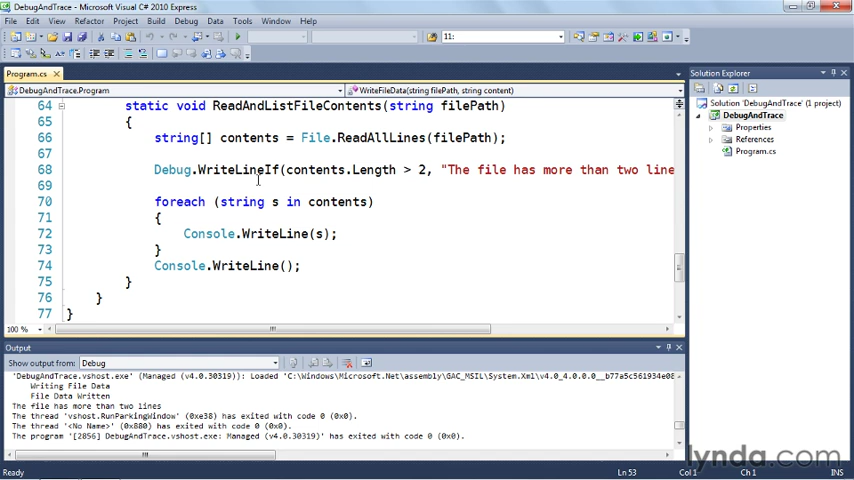 DebugAndTrace - Microsoft Visual C# 2010 Express
File Edit View Refactor Project Build Debug Data Tools Window Help
11:
Program.cs
DebugAndTrace.Program
WriteFileData(string filePath, string content)
64 static void ReadAndListFileContents(string filePath)
65 {
66 string[] contents = File.ReadAllLines(filePath);
67
68 Debug.WriteLineIf(contents.Length > 2, "The file has more than two line
69
70 foreach (string s in contents)
71 {
72 Console.WriteLine(s);
73 }
74 Console.WriteLine();
75 }
76 }
77 }
100 %
Solution Explorer
Solution 'DebugAndTrace' (1 project)
DebugAndTrace
Properties
References
Program.cs
Output
Show output from: Debug
'DebugAndTrace.vshost.exe' (Managed (v4.0.30319)): Loaded 'C:\Windows\Microsoft.Net\assembly\GAC_MSIL\System.Xml\v4.0_4.0.0.0__b77a5c561934e08
Writing File Data
File Data Written
The file has more than two lines
The thread 'vshost.RunParkingWindow' (0xe38) has exited with code 0 (0x0).
The thread '<No Name>' (0x880) has exited with code 0 (0x0).
The program '[2856] DebugAndTrace.vshost.exe: Managed (v4.0.30319)' has exited with code 0 (0x0).
Ready
Ln 53 Col 1 Ch 1 INS
lynda.com